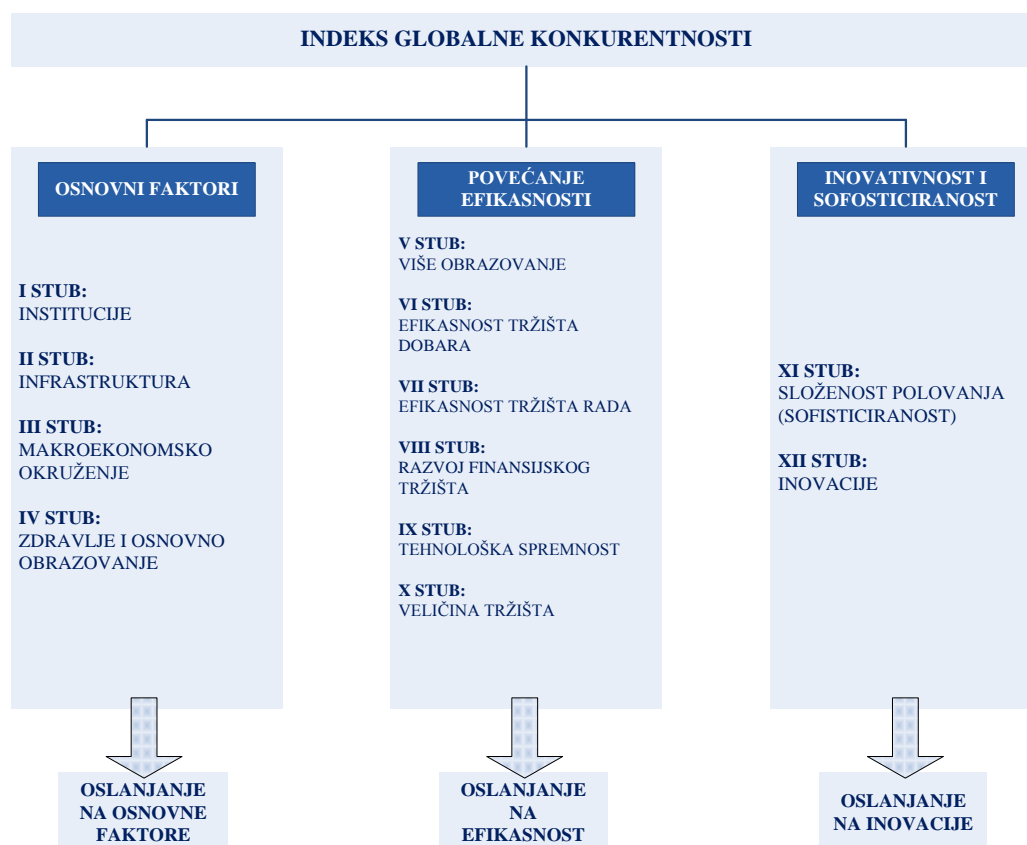 INDEKS GLOBALNE KONKURENTNOSTI
OSNOVNI FAKTORI
I STUB:
INSTITUCIJE
II STUB:
INFRASTRUKTURA
III STUB:
MAKROEKONOMSKO
OKRUŽENJE
IV STUB:
ZDRAVLJE I OSNOVNO
OBRAZOVANJE
OSLANJANJE
NA OSNOVNE
FAKTORE
POVEĆANJE
EFIKASNOSTI
V STUB:
VIŠE OBRAZOVANJE
VI STUB:
EFIKASNOST TRŽIŠTA
DOBARA
VII STUB:
EFIKASNOST TRŽIŠTA RADA
VIII STUB:
RAZVOJ FINANSIJSKOG
TRŽIŠTA
IX STUB:
TEHNOLOŠKA SPREMNOST
X STUB:
VELIČINA TRŽIŠTA
OSLANJANJE
NA
EFIKASNOST
INOVATIVNOST I
SOFOSTICIRANOST
XI STUB:
SLOŽENOST POLOVANJA
(SOFISTICIRANOST)
XII STUB:
INOVACIJE
OSLANJANJE
NA INOVACIJE